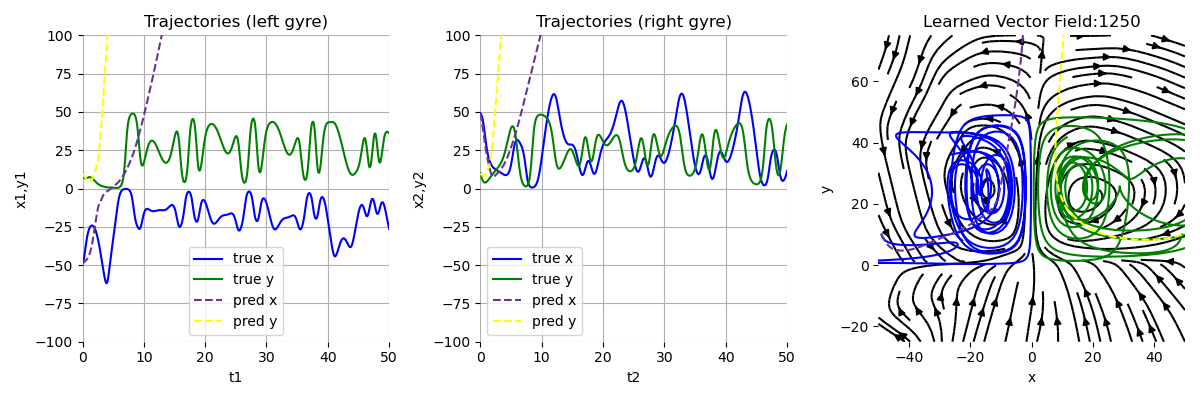 Trajectories (left gyre)
100
75
50
25
0
−25
−50
−75
−100
x1,y1
true x
true y
pred x
pred y
0 10 20 30 40 50
t1
Trajectories (right gyre)
100
75
50
25
0
−25
−50
−75
−100
x2,y2
true x
true y
pred x
pred y
0 10 20 30 40 50
t2
Learned Vector Field:1250
60
40
20
0
−20
y
−40 −20 0 20 40
x